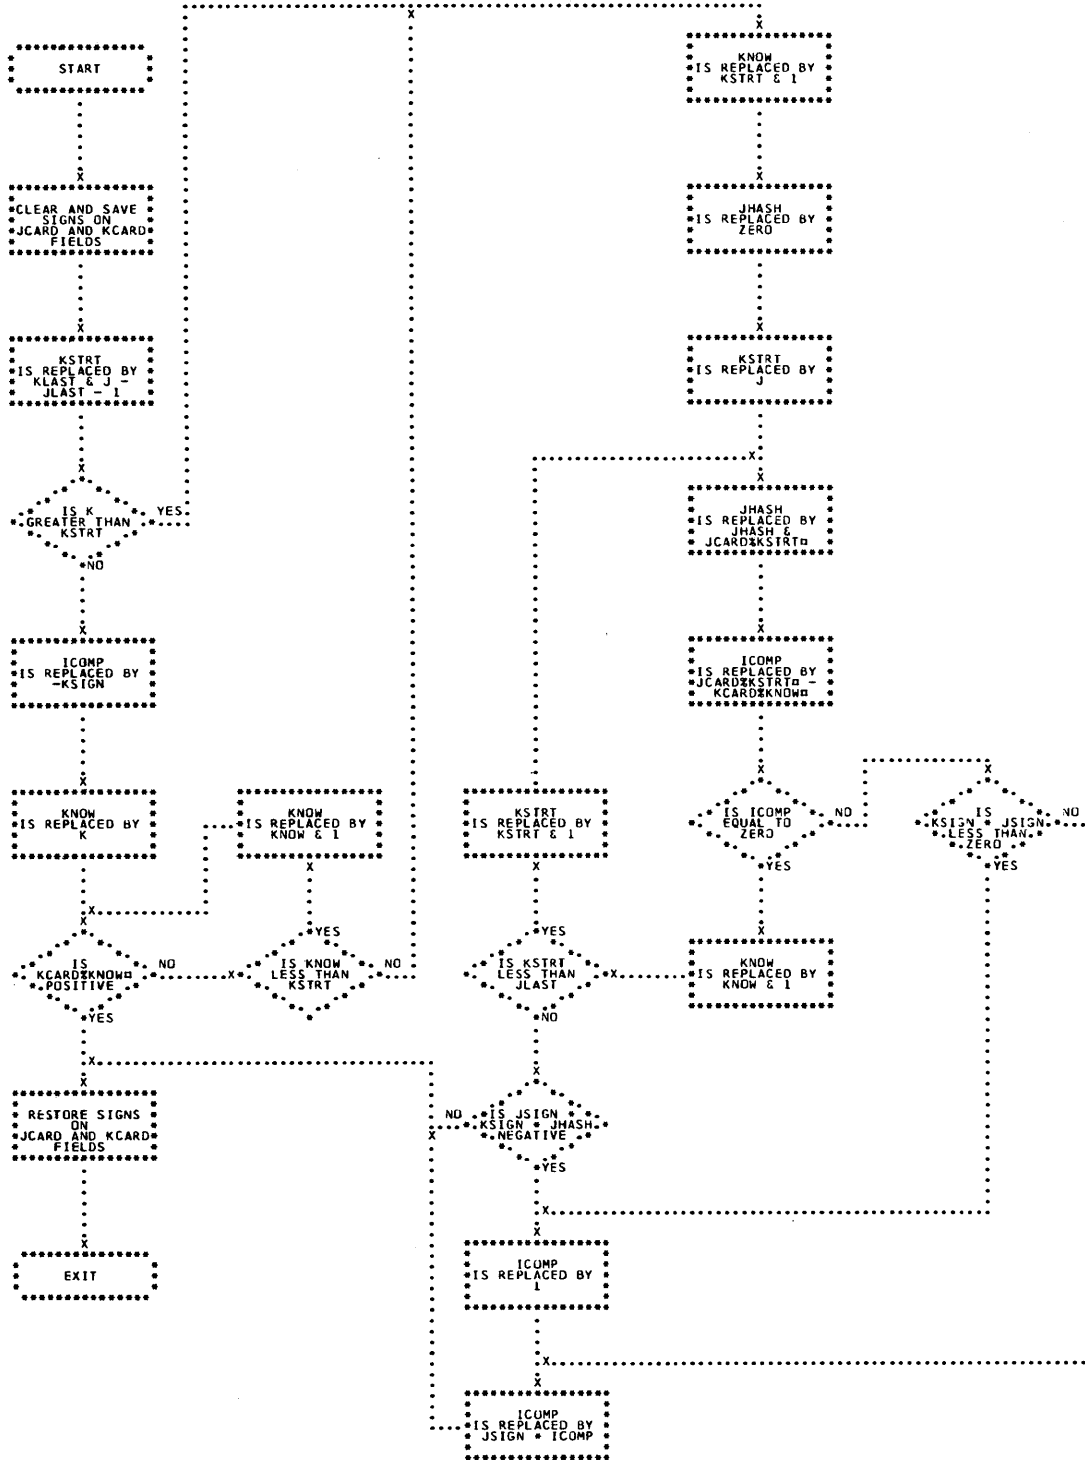 START
CLEAR AND SAVE
SIGNS ON
JCARD AND KCARD
FIELDS
KSTRT
IS REPLACED BY
KLAST & J -
JLAST - 1
IS K
GREATER THAN
KSTRT
YES
NO
ICOMP
IS REPLACED BY
-KSIGN
KNOW
IS REPLACED BY
K
IS
KCARD%KNOW¤
POSITIVE
NO
YES
RESTORE SIGNS
ON
JCARD AND KCARD
FIELDS
EXIT
KNOW
IS REPLACED BY
KNOW & 1
YES
IS KNOW
LESS THAN
KSTRT
NO
KNOW
IS REPLACED BY
KSTRT & 1
JHASH
IS REPLACED BY
ZERO
KSTRT
IS REPLACED BY
J
JHASH
IS REPLACED BY
JHASH &
JCARD%KSTRT¤
ICOMP
IS REPLACED BY
JCARD%KSTRT¤ -
KCARD%KNOW¤
IS ICOMP
EQUAL TO
ZERO
NO
YES
IS
KSIGN * JSIGN
LESS THAN
ZERO
NO
YES
KNOW
IS REPLACED BY
KNOW & 1
KSTRT
IS REPLACED BY
KSTRT & 1
YES
IS KSTRT
LESS THAN
JLAST
NO
IS JSIGN *
KSIGN * JHASH
NEGATIVE
NO
YES
ICOMP
IS REPLACED BY
1
ICOMP
IS REPLACED BY
JSIGN * ICOMP